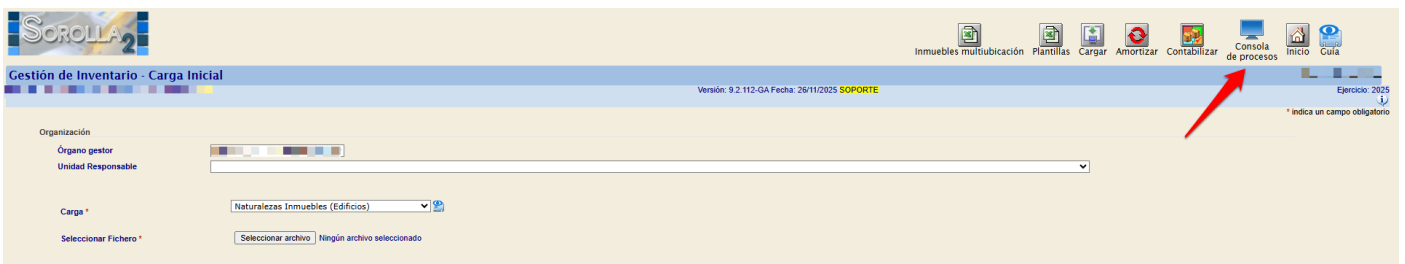 SOROLLA2
Inmuebles multiubicación Plantillas Cargar Amortizar Contabilizar Consola de procesos Inicio Guía
Gestión de Inventario - Carga Inicial
Versión: 9.2.112-GA Fecha: 26/11/2025 SOPORTE Ejercicio: 2025
* indica un campo obligatorio
Organización
Órgano gestor
Unidad Responsable
Carga * Naturalezas Inmuebles (Edificios)
Seleccionar Fichero * Seleccionar archivo Ningún archivo seleccionado